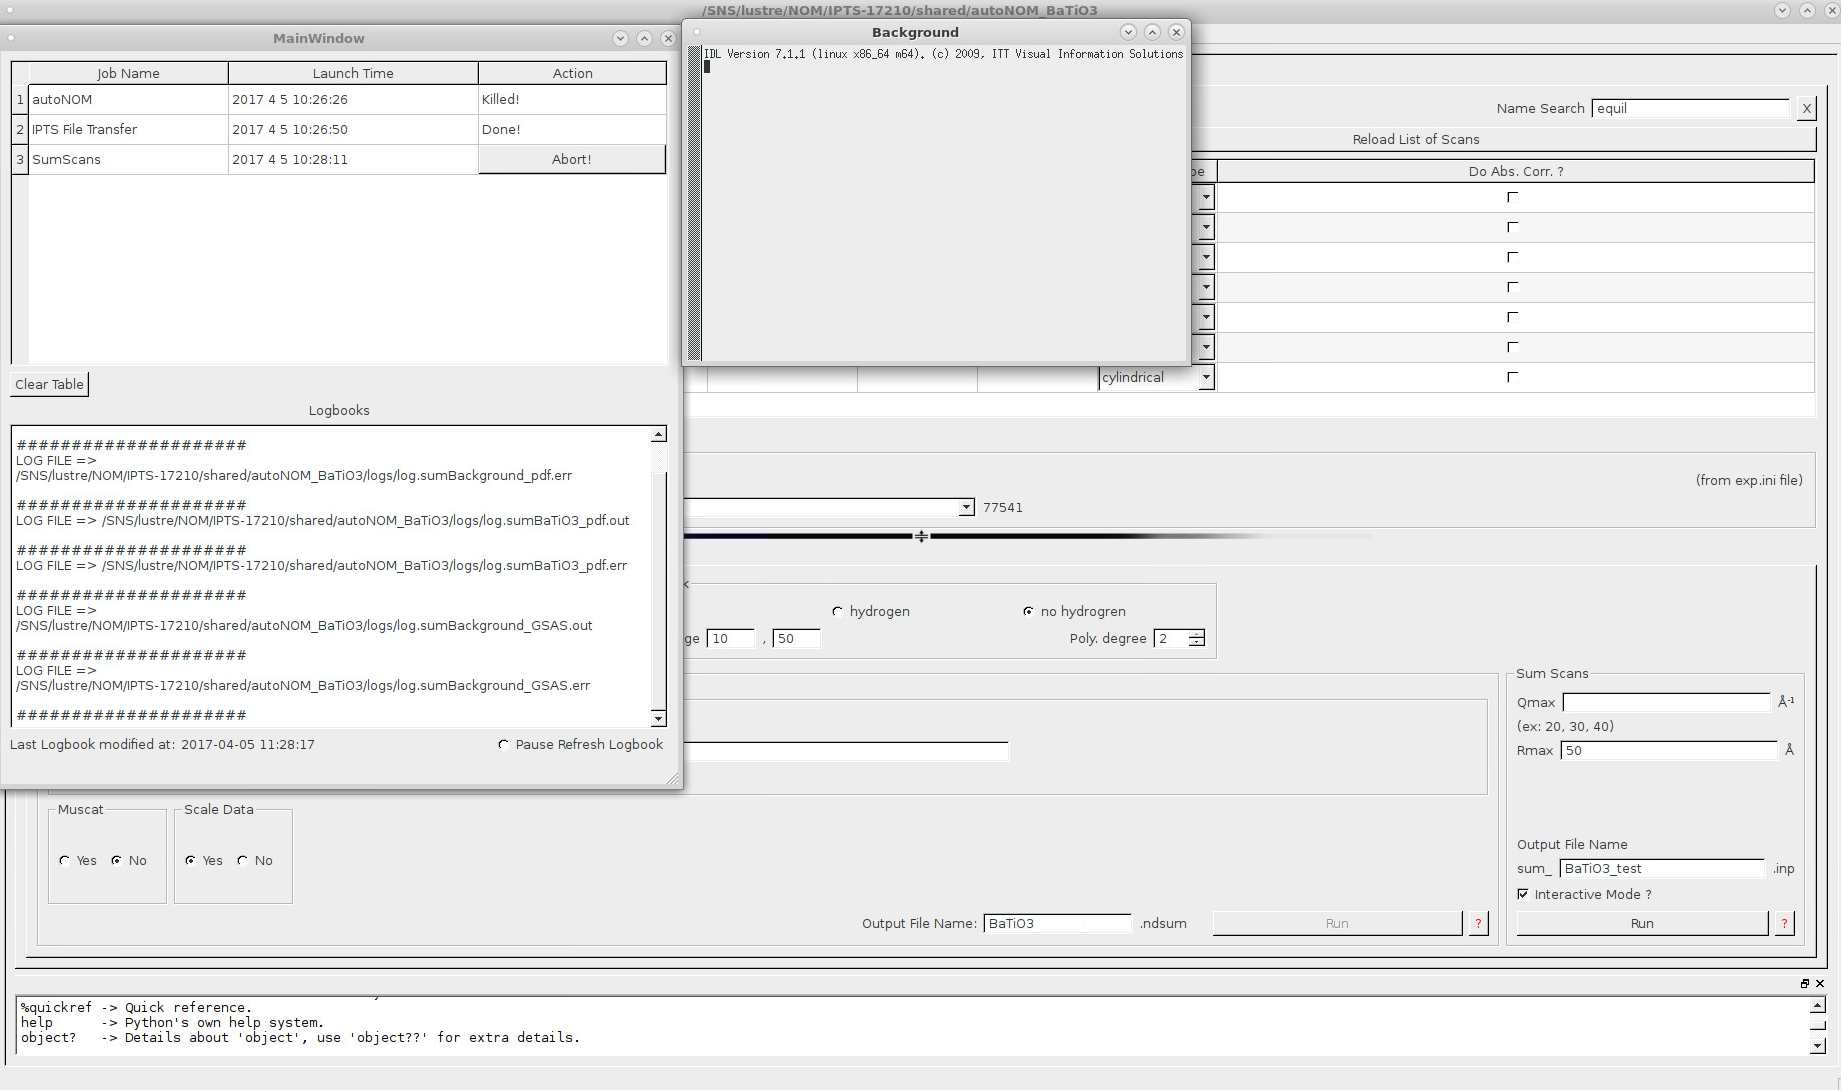 /SNS/lustre/NOM/IPTS-17210/shared/autoNOM_BaTiO3
MainWindow
Job Name Launch Time Action
1 autoNOM 2017 4 5 10:26:26 Killed!
2 IPTS File Transfer 2017 4 5 10:26:50 Done!
3 SumScans 2017 4 5 10:28:11 Abort!
Clear Table
Logbooks
#####################
LOG FILE =>
/SNS/lustre/NOM/IPTS-17210/shared/autoNOM_BaTiO3/logs/log.sumBackground_pdf.err
#####################
LOG FILE => /SNS/lustre/NOM/IPTS-17210/shared/autoNOM_BaTiO3/logs/log.sumBaTiO3_pdf.out
#####################
LOG FILE => /SNS/lustre/NOM/IPTS-17210/shared/autoNOM_BaTiO3/logs/log.sumBaTiO3_pdf.err
#####################
LOG FILE =>
/SNS/lustre/NOM/IPTS-17210/shared/autoNOM_BaTiO3/logs/log.sumBackground_GSAS.out
#####################
LOG FILE =>
/SNS/lustre/NOM/IPTS-17210/shared/autoNOM_BaTiO3/logs/log.sumBackground_GSAS.err
#####################
Last Logbook modified at: 2017-04-05 11:28:17 Pause Refresh Logbook
Background
IDL Version 7.1.1 (linux x86_64 m64). (c) 2009, ITT Visual Information Solutions
Name Search equil X
Reload List of Scans
pe Do Abs. Corr. ?
cylindrical
(from exp.ini file)
77541
hydrogen no hydrogren
ge 10 , 50 Poly. degree 2
Sum Scans
Qmax Å-1
(ex: 20, 30, 40)
Rmax 50 Å
Muscat Scale Data
Yes No Yes No
Output File Name
sum_ BaTiO3_test .inp
Interactive Mode ?
Output File Name: BaTiO3 .ndsum Run ? Run ?
%quickref -> Quick reference.
help -> Python's own help system.
object? -> Details about 'object', use 'object??' for extra details.